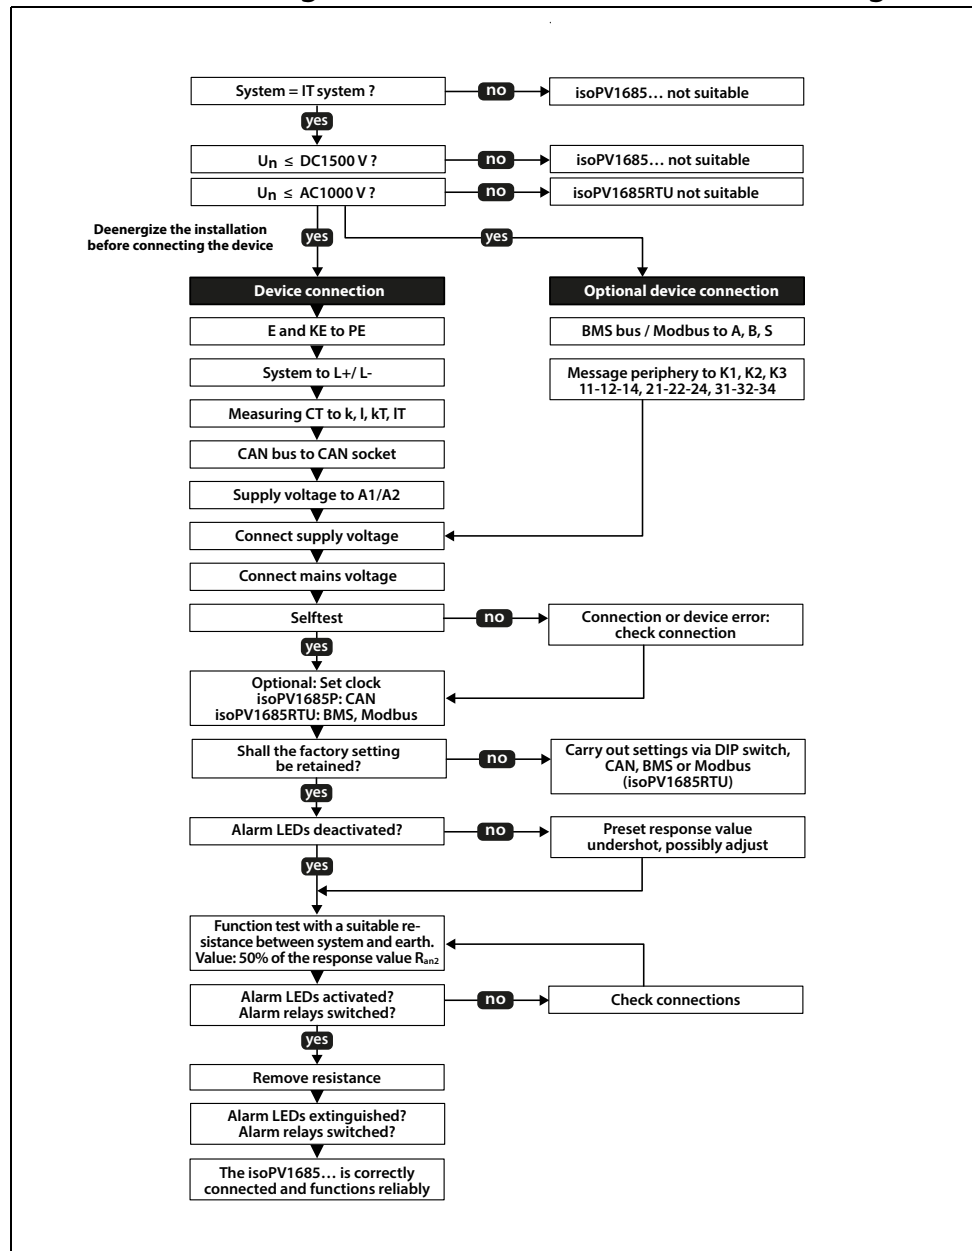 System = IT system ?
no
isoPV1685… not suitable
yes
Un ≤ DC1500 V ?
no
isoPV1685… not suitable
Un ≤ AC1000 V ?
no
isoPV1685RTU not suitable
Deenergize the installation
before connecting the device
yes
yes
Device connection
Optional device connection
E and KE to PE
BMS bus / Modbus to A, B, S
System to L+/ L-
Message periphery to K1, K2, K3
11-12-14, 21-22-24, 31-32-34
Measuring CT to k, l, kT, lT
CAN bus to CAN socket
Supply voltage to A1/A2
Connect supply voltage
Connect mains voltage
Selftest
no
Connection or device error:
check connection
yes
Optional: Set clock
isoPV1685P: CAN
isoPV1685RTU: BMS, Modbus
Shall the factory setting
be retained?
no
Carry out settings via DIP switch,
CAN, BMS or Modbus
(isoPV1685RTU)
yes
Alarm LEDs deactivated?
no
Preset response value
undershot, possibly adjust
yes
Function test with a suitable re-
sistance between system and earth.
Value: 50% of the response value Ran2
Alarm LEDs activated?
Alarm relays switched?
no
Check connections
yes
Remove resistance
Alarm LEDs extinguished?
Alarm relays switched?
The isoPV1685… is correctly
connected and functions reliably